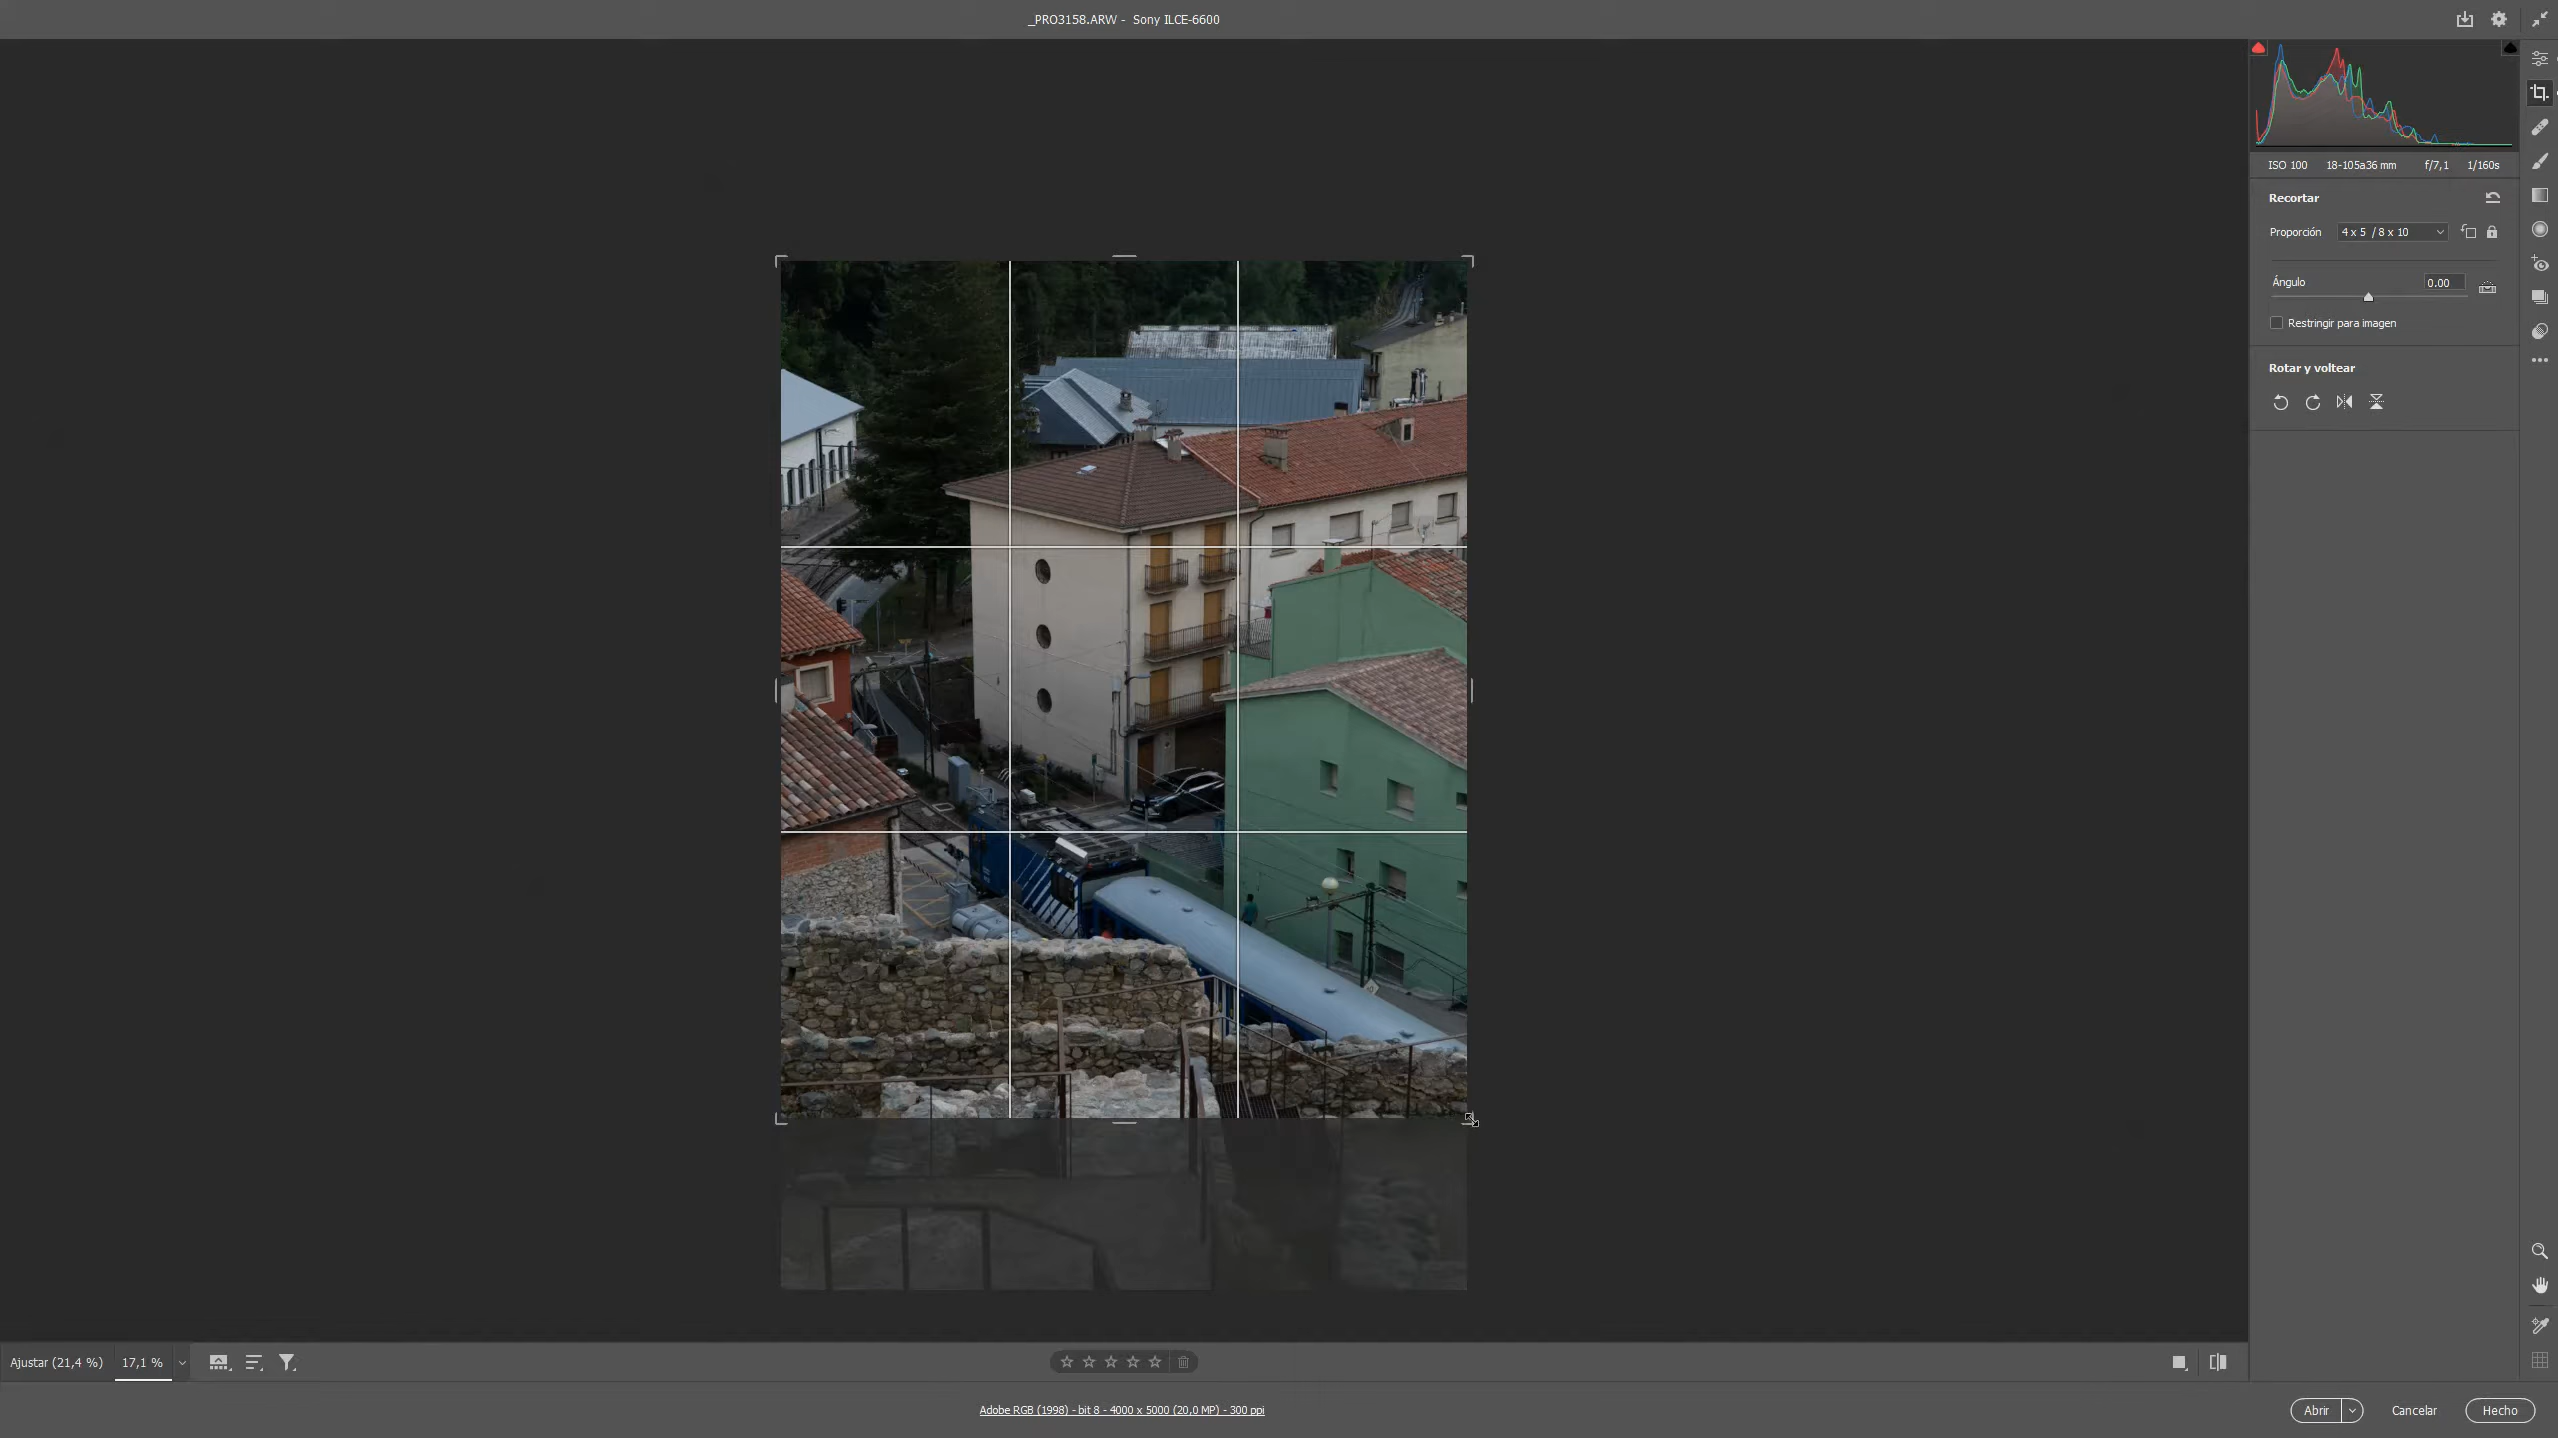 _PRO3158.ARW - Sony ILCE-6600
ISO 100 18-105a36 mm f/7,1 1/160s
Recortar
Proporción 4 x 5 / 8 x 10
Ángulo 0.00
Restringir para imagen
Rotar y voltear
Ajustar (21,4 %) 17,1 %
Adobe RGB (1998) - bit 8 - 4000 x 5000 (20,0 MP) - 300 ppi
Abrir Cancelar Hecho